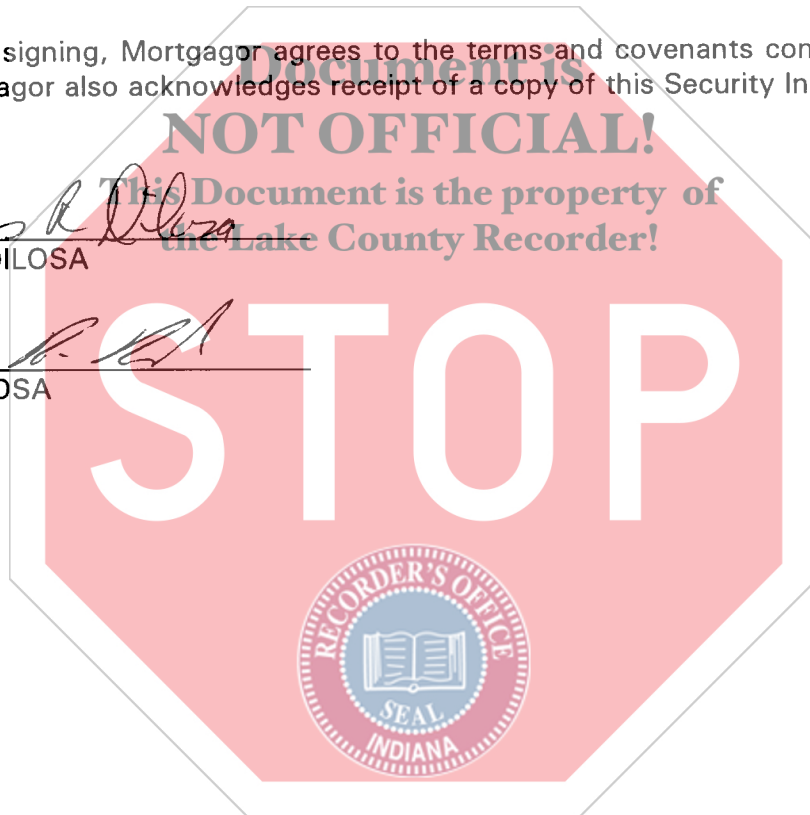 signing, Mortgagor agrees to the terms and covenants con
Document is
agor also acknowledges receipt of a copy of this Security In
NOT OFFICIAL!
This Document is the property of
R DiLosa
the Lake County Recorder!
ILOSA
OSA
STOP
RECORDER'S OFFICE
SEAL
INDIANA